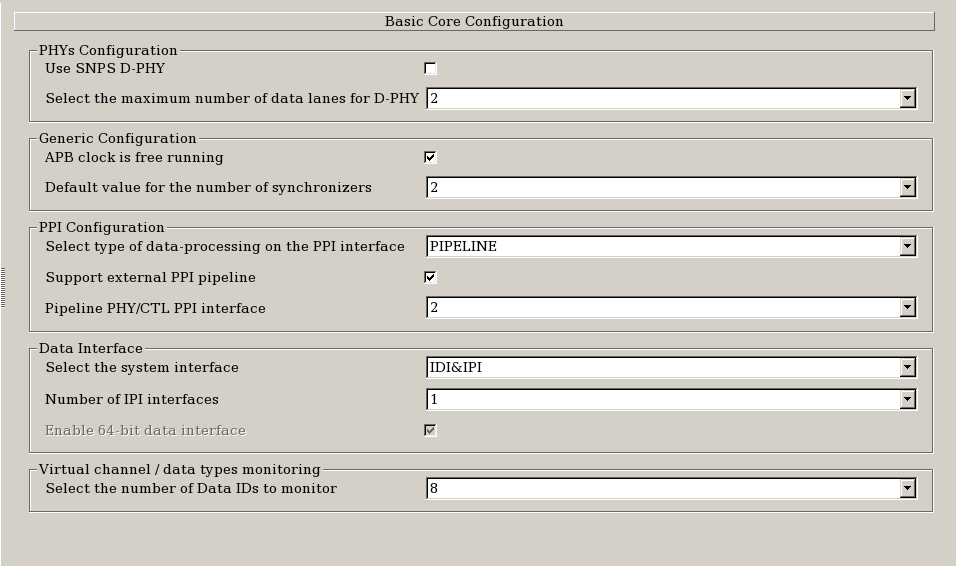 Basic Core Configuration
PHYs Configuration
Use SNPS D-PHY
Select the maximum number of data lanes for D-PHY 2
Generic Configuration
APB clock is free running
Default value for the number of synchronizers 2
PPI Configuration
Select type of data-processing on the PPI interface PIPELINE
Support external PPI pipeline
Pipeline PHY/CTL PPI interface 2
Data Interface
Select the system interface IDI&IPI
Number of IPI interfaces 1
Enable 64-bit data interface
Virtual channel / data types monitoring
Select the number of Data IDs to monitor 8